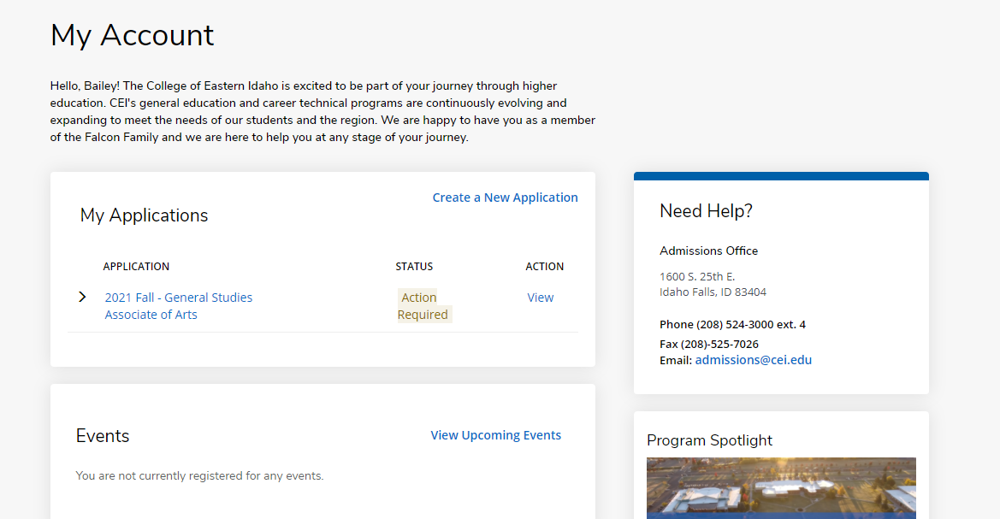 My Account
Hello, Bailey! The College of Eastern Idaho is excited to be part of your journey through higher
education. CEI's general education and career technical programs are continuously evolving and
expanding to meet the needs of our students and the region. We are happy to have you as a member
of the Falcon Family and we are here to help you at any stage of your journey.
Create a New Application
My Applications
APPLICATION STATUS ACTION
2021 Fall - General Studies Action View
Associate of Arts Required
Events View Upcoming Events
You are not currently registered for any events.
Need Help?
Admissions Office
1600 S. 25th E.
Idaho Falls, ID 83404
Phone (208) 524-3000 ext. 4
Fax (208)-525-7026
Email: admissions@cei.edu
Program Spotlight